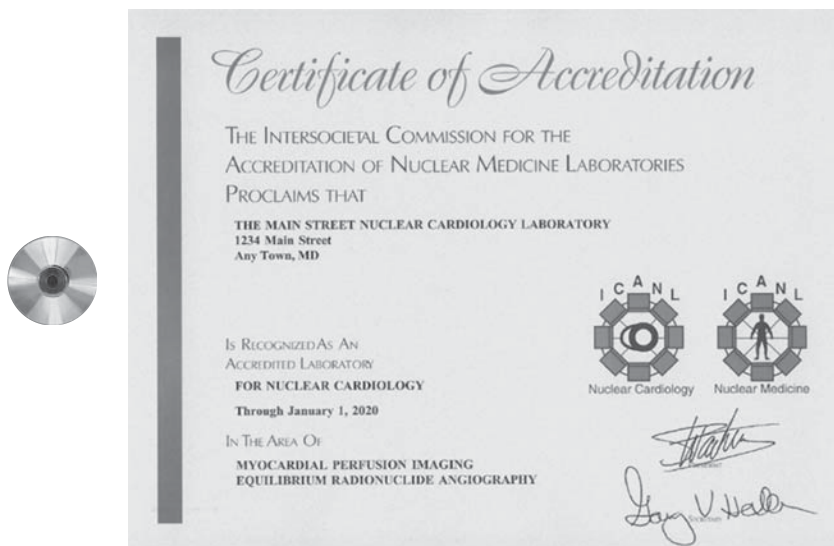 Certificate of Accreditation
THE INTERSOCIETAL COMMISSION FOR THE
ACCREDITATION OF NUCLEAR MEDICINE LABORATORIES
PROCLAIMS THAT
THE MAIN STREET NUCLEAR CARDIOLOGY LABORATORY
1234 Main Street
Any Town, MD
ICANL ICANL
IS RECOGNIZED AS AN
ACCREDITED LABORATORY
Nuclear Cardiology Nuclear Medicine
FOR NUCLEAR CARDIOLOGY
Through January 1, 2020
IN THE AREA OF
MYOCARDIAL PERFUSION IMAGING
EQUILIBRIUM RADIONUCLIDE ANGIOGRAPHY